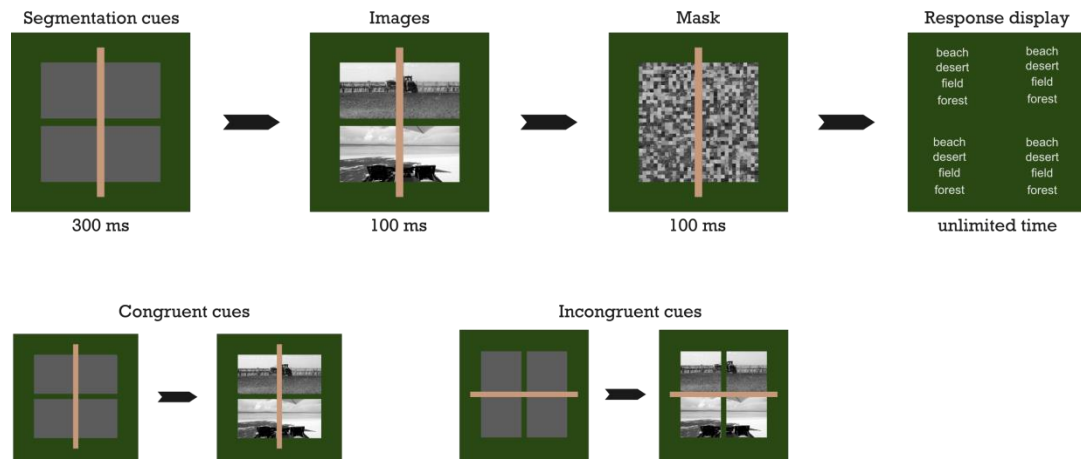 Segmentation cues
Images
Mask
Response display
beach
desert
field
forest
beach
desert
field
forest
beach
desert
field
forest
beach
desert
field
forest
300 ms
100 ms
100 ms
unlimited time
Congruent cues
Incongruent cues